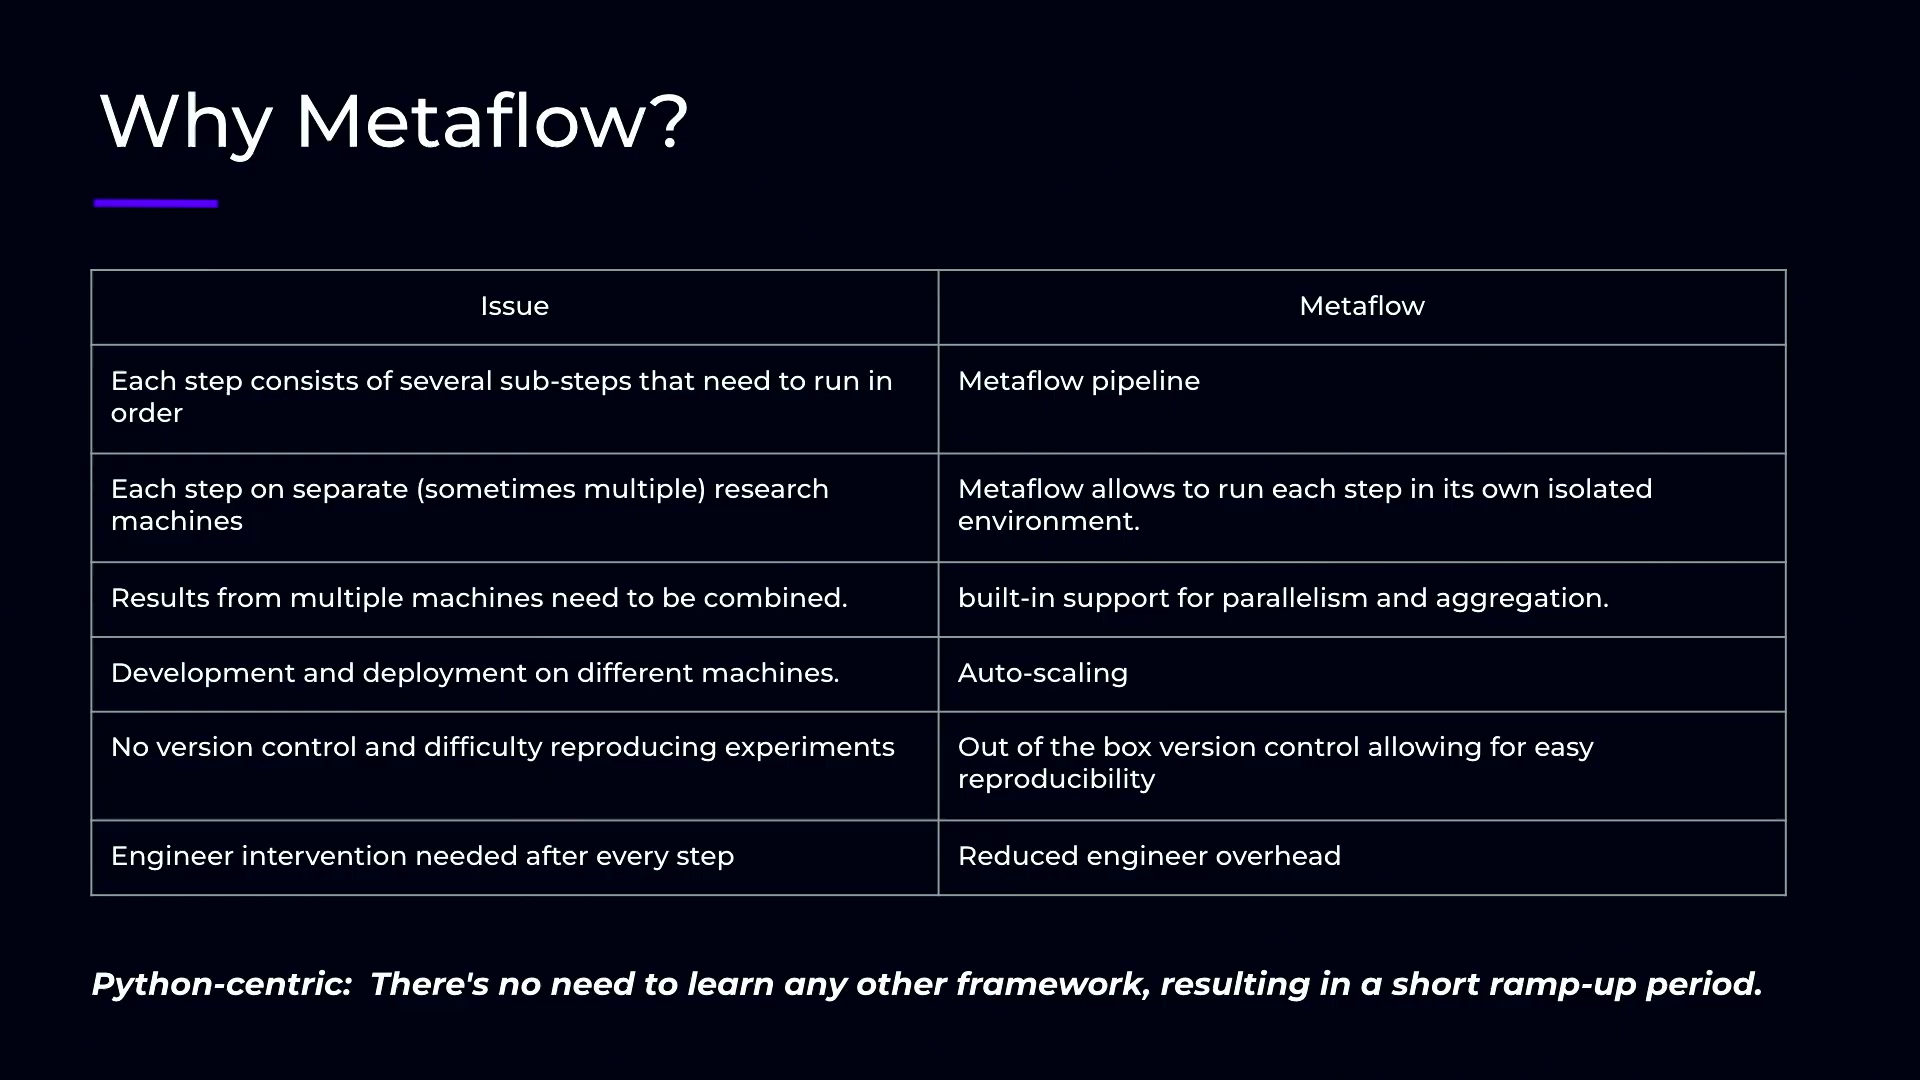 Why Metaflow?
Issue
Metaflow
Each step consists of several sub-steps that need to run in
order
Metaflow pipeline
Each step on separate (sometimes multiple) research
machines
Metaflow allows to run each step in its own isolated
environment.
Results from multiple machines need to be combined.
built-in support for parallelism and aggregation.
Development and deployment on different machines.
Auto-scaling
No version control and difficulty reproducing experiments
Out of the box version control allowing for easy
reproducibility
Engineer intervention needed after every step
Reduced engineer overhead
Python-centric:  There's no need to learn any other framework, resulting in a short ramp-up period.